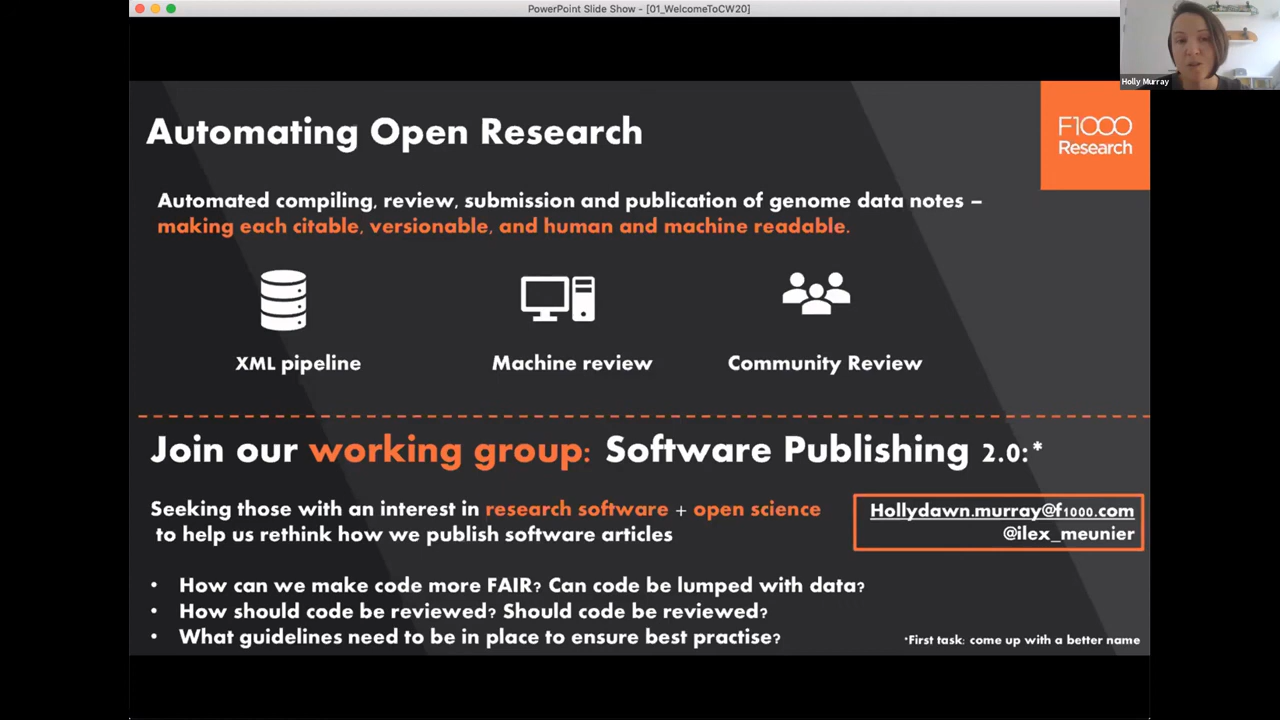 PowerPoint Slide Show - [01_WelcomeToCW20]
Holly Murray
Automating Open Research
F1000
Research
Automated compiling, review, submission and publication of genome data notes –
making each citable, versionable, and human and machine readable.
XML pipeline
Machine review
Community Review
Join our working group: Software Publishing 2.0:*
Seeking those with an interest in research software + open science
to help us rethink how we publish software articles
Hollydawn.murray@f1000.com
@ilex_meunier
• How can we make code more FAIR? Can code be lumped with data?
• How should code be reviewed? Should code be reviewed?
• What guidelines need to be in place to ensure best practise?
*First task: come up with a better name